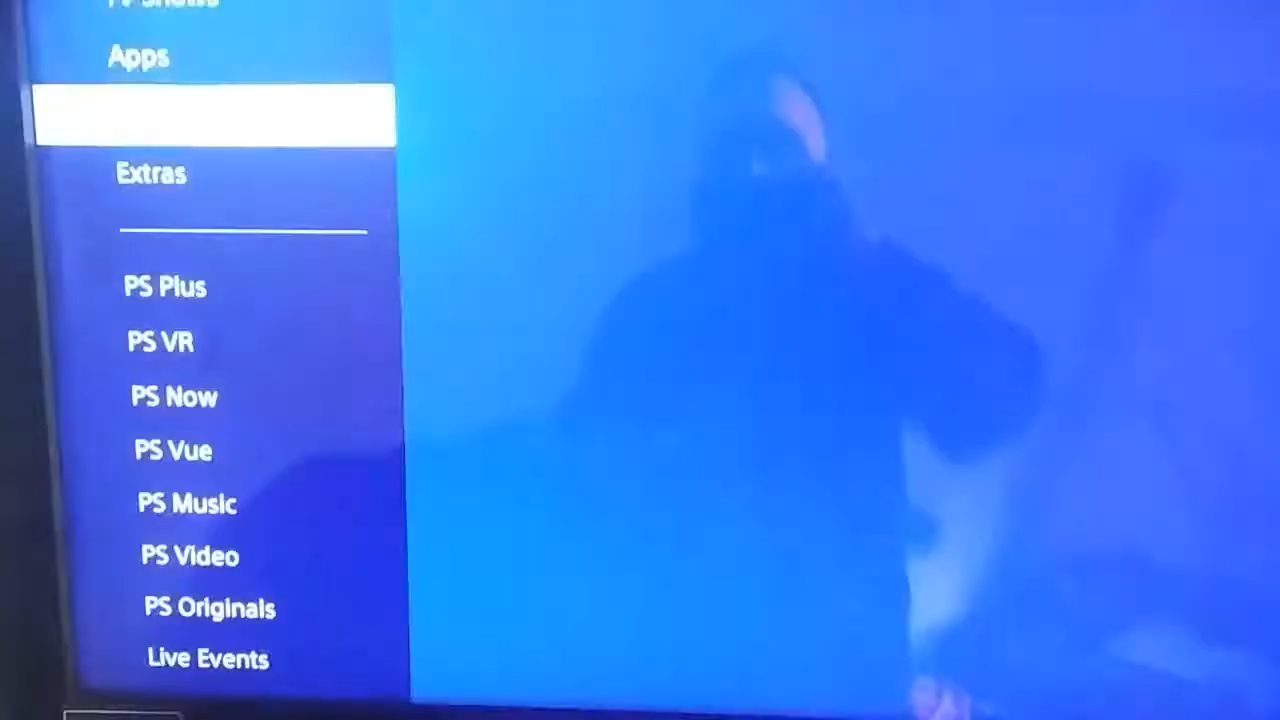 Apps
Extras
PS Plus
PS VR
PS Now
PS Vue
PS Music
PS Video
PS Originals
Live Events